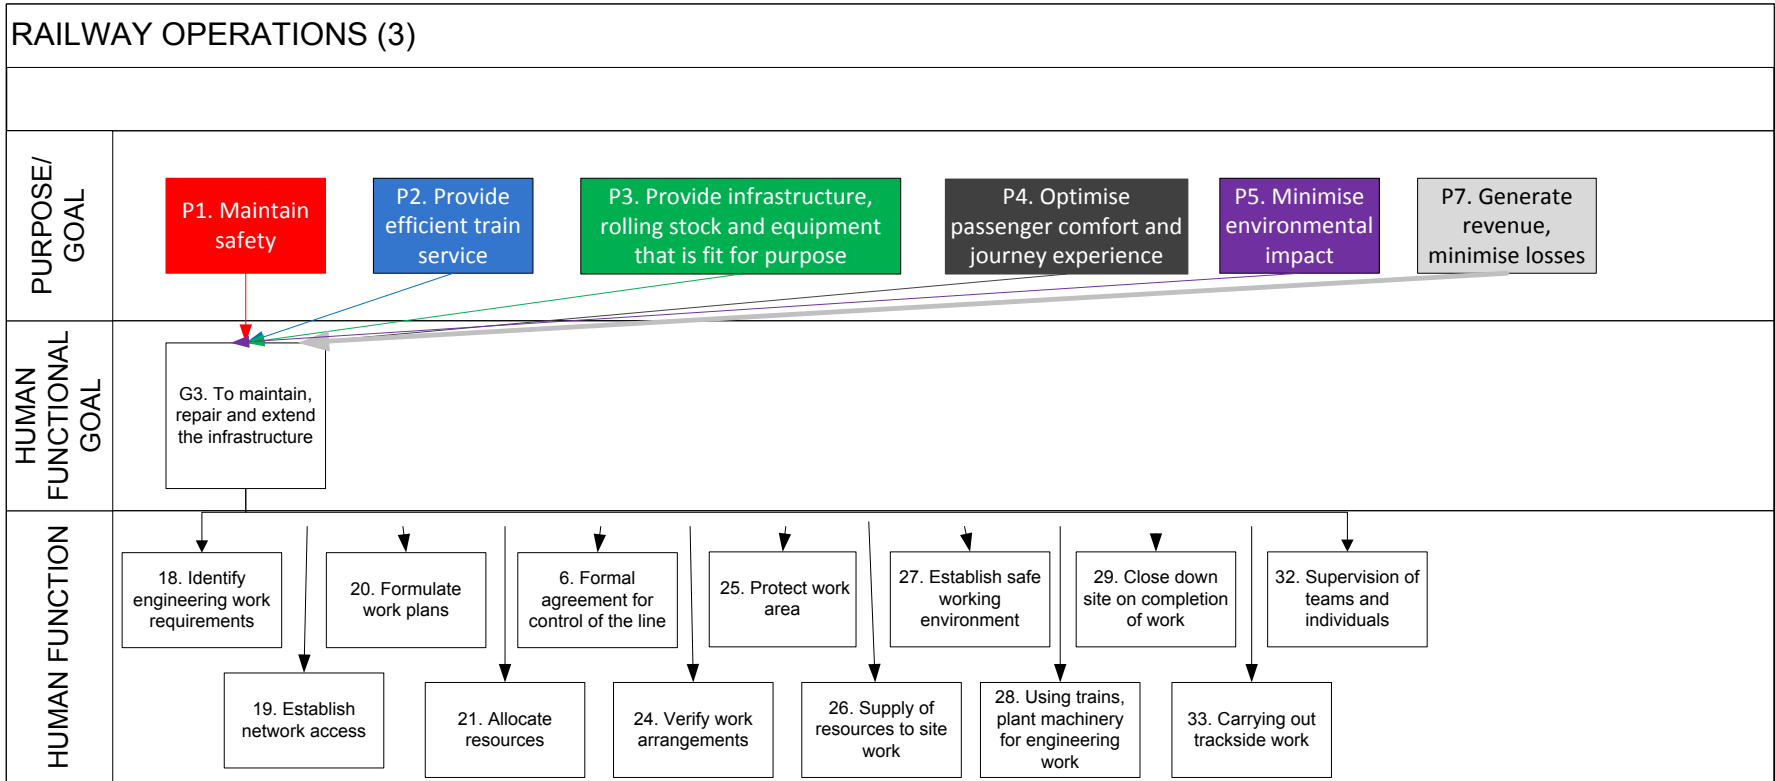 RAILWAY OPERATIONS (3)
PURPOSE/
GOAL
P1. Maintain
safety
P2. Provide
efficient train
service
P3. Provide infrastructure,
rolling stock and equipment
that is fit for purpose
P4. Optimise
passenger comfort and
journey experience
P5. Minimise
environmental
impact
P7. Generate
revenue,
minimise losses
HUMAN
FUNCTIONAL
GOAL
G3. To maintain,
repair and extend
the infrastructure
HUMAN FUNCTION
18. Identify
engineering work
requirements
20. Formulate
work plans
6. Formal
agreement for
control of the line
25. Protect work
area
27. Establish safe
working
environment
29. Close down
site on completion
of work
32. Supervision of
teams and
individuals
19. Establish
network access
21. Allocate
resources
24. Verify work
arrangements
26. Supply of
resources to site
work
28. Using trains,
plant machinery
for engineering
work
33. Carrying out
trackside work